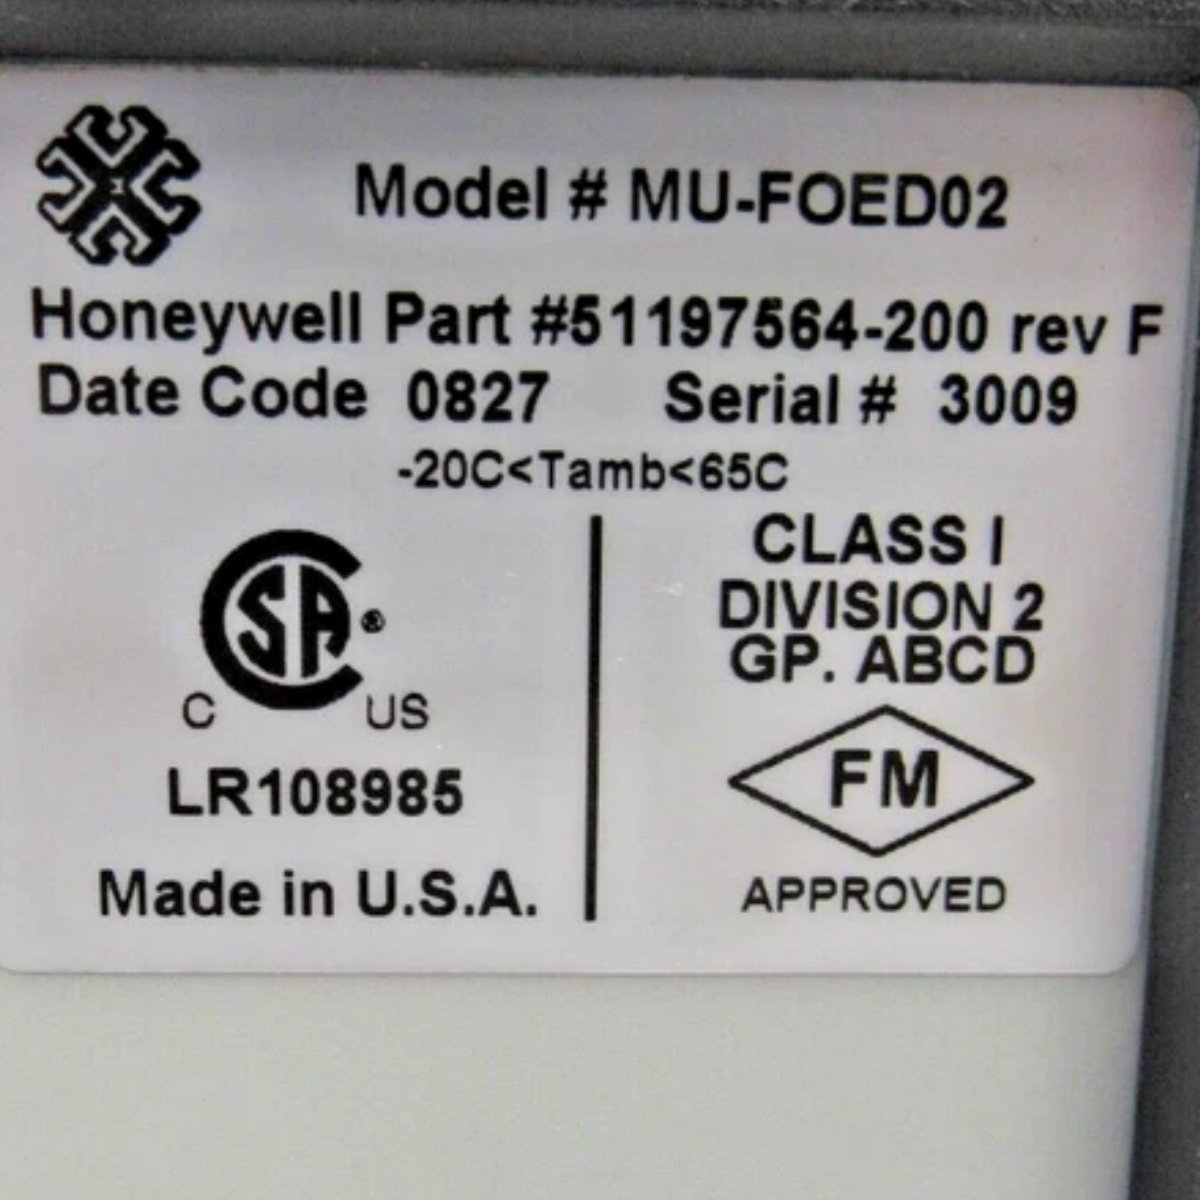 Model # MU-FOED02
Honeywell Part #51197564-200 rev F
Date Code 0827 Serial # 3009
-20C<Tamb<65C
CLASS I
DIVISION 2
GP. ABCD
SA®
C US
LR108985
Made in U.S.A.
FM
APPROVED